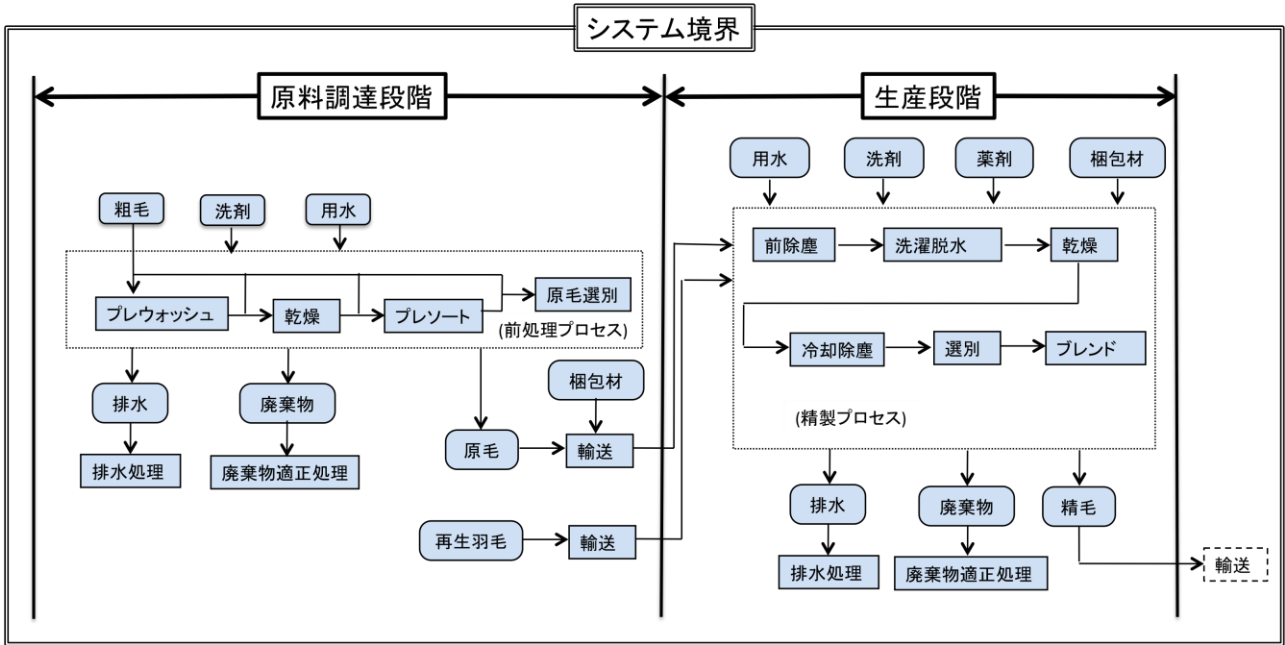 システム境界
原料調達段階
生産段階
用水
洗剤
薬剤
梱包材
粗毛
洗剤
用水
前除塵
洗濯脱水
乾燥
原毛選別
プレウォッシュ
乾燥
プレソート
(前処理プロセス)
冷却除塵
選別
ブレンド
排水
廃棄物
梱包材
(精製プロセス)
原毛
輸送
排水処理
廃棄物適正処理
排水
廃棄物
精毛
再生羽毛
輸送
排水処理
廃棄物適正処理
輸送